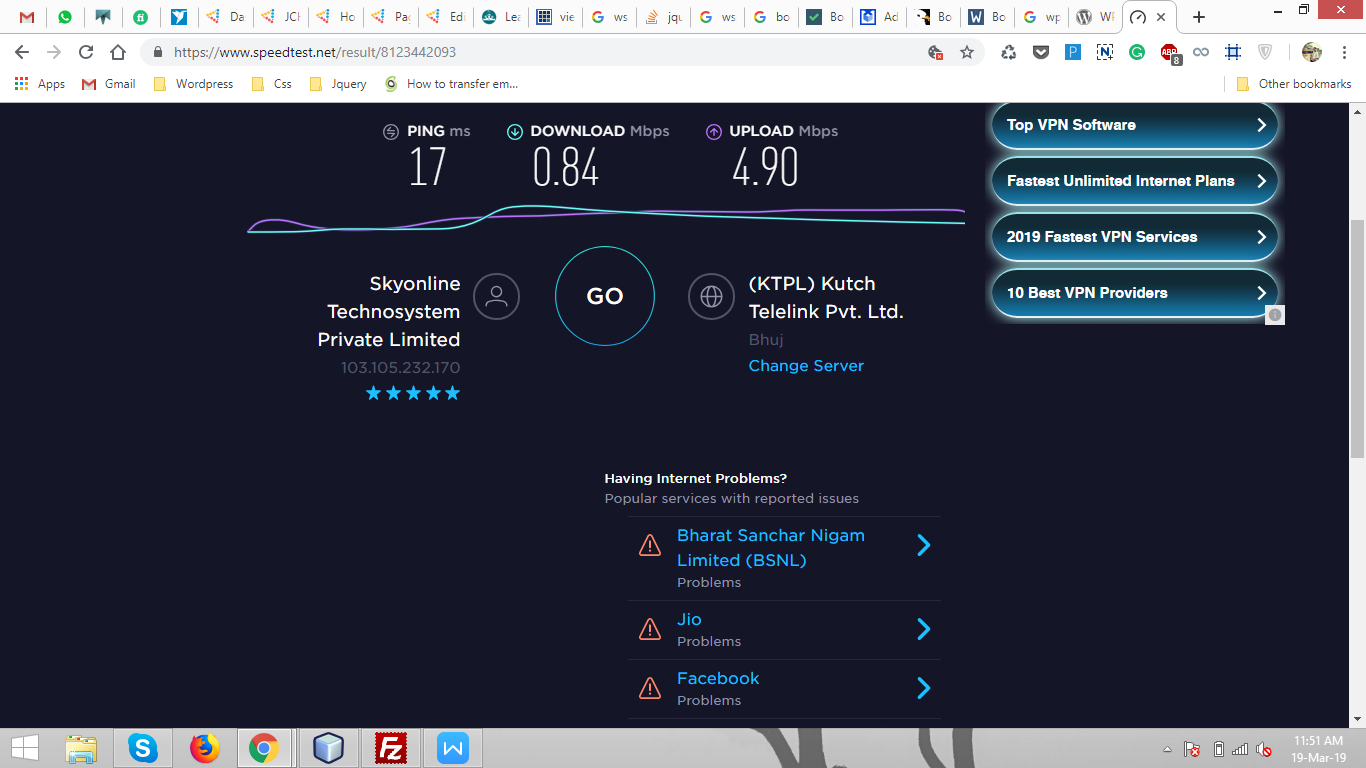 Da
JCl
Ho
Pac
Edi
Lea
vie
ws
jqu
ws
bo
Bo
Ad
Bo
Bo
wp
WF
https://www.speedtest.net/result/8123442093
ABP
8
Apps
Gmail
Wordpress
Css
Jquery
How to transfer em...
Other bookmarks
PING ms
DOWNLOAD Mbps
UPLOAD Mbps
17
0.84
4.90
Top VPN Software
Fastest Unlimited Internet Plans
2019 Fastest VPN Services
10 Best VPN Providers
Skyonline
Technosystem
Private Limited
103.105.232.170
GO
(KTPL) Kutch
Telelink Pvt. Ltd.
Bhuj
Change Server
Having Internet Problems?
Popular services with reported issues
Bharat Sanchar Nigam
Limited (BSNL)
Problems
Jio
Problems
Facebook
Problems
11:51 AM
19-Mar-19